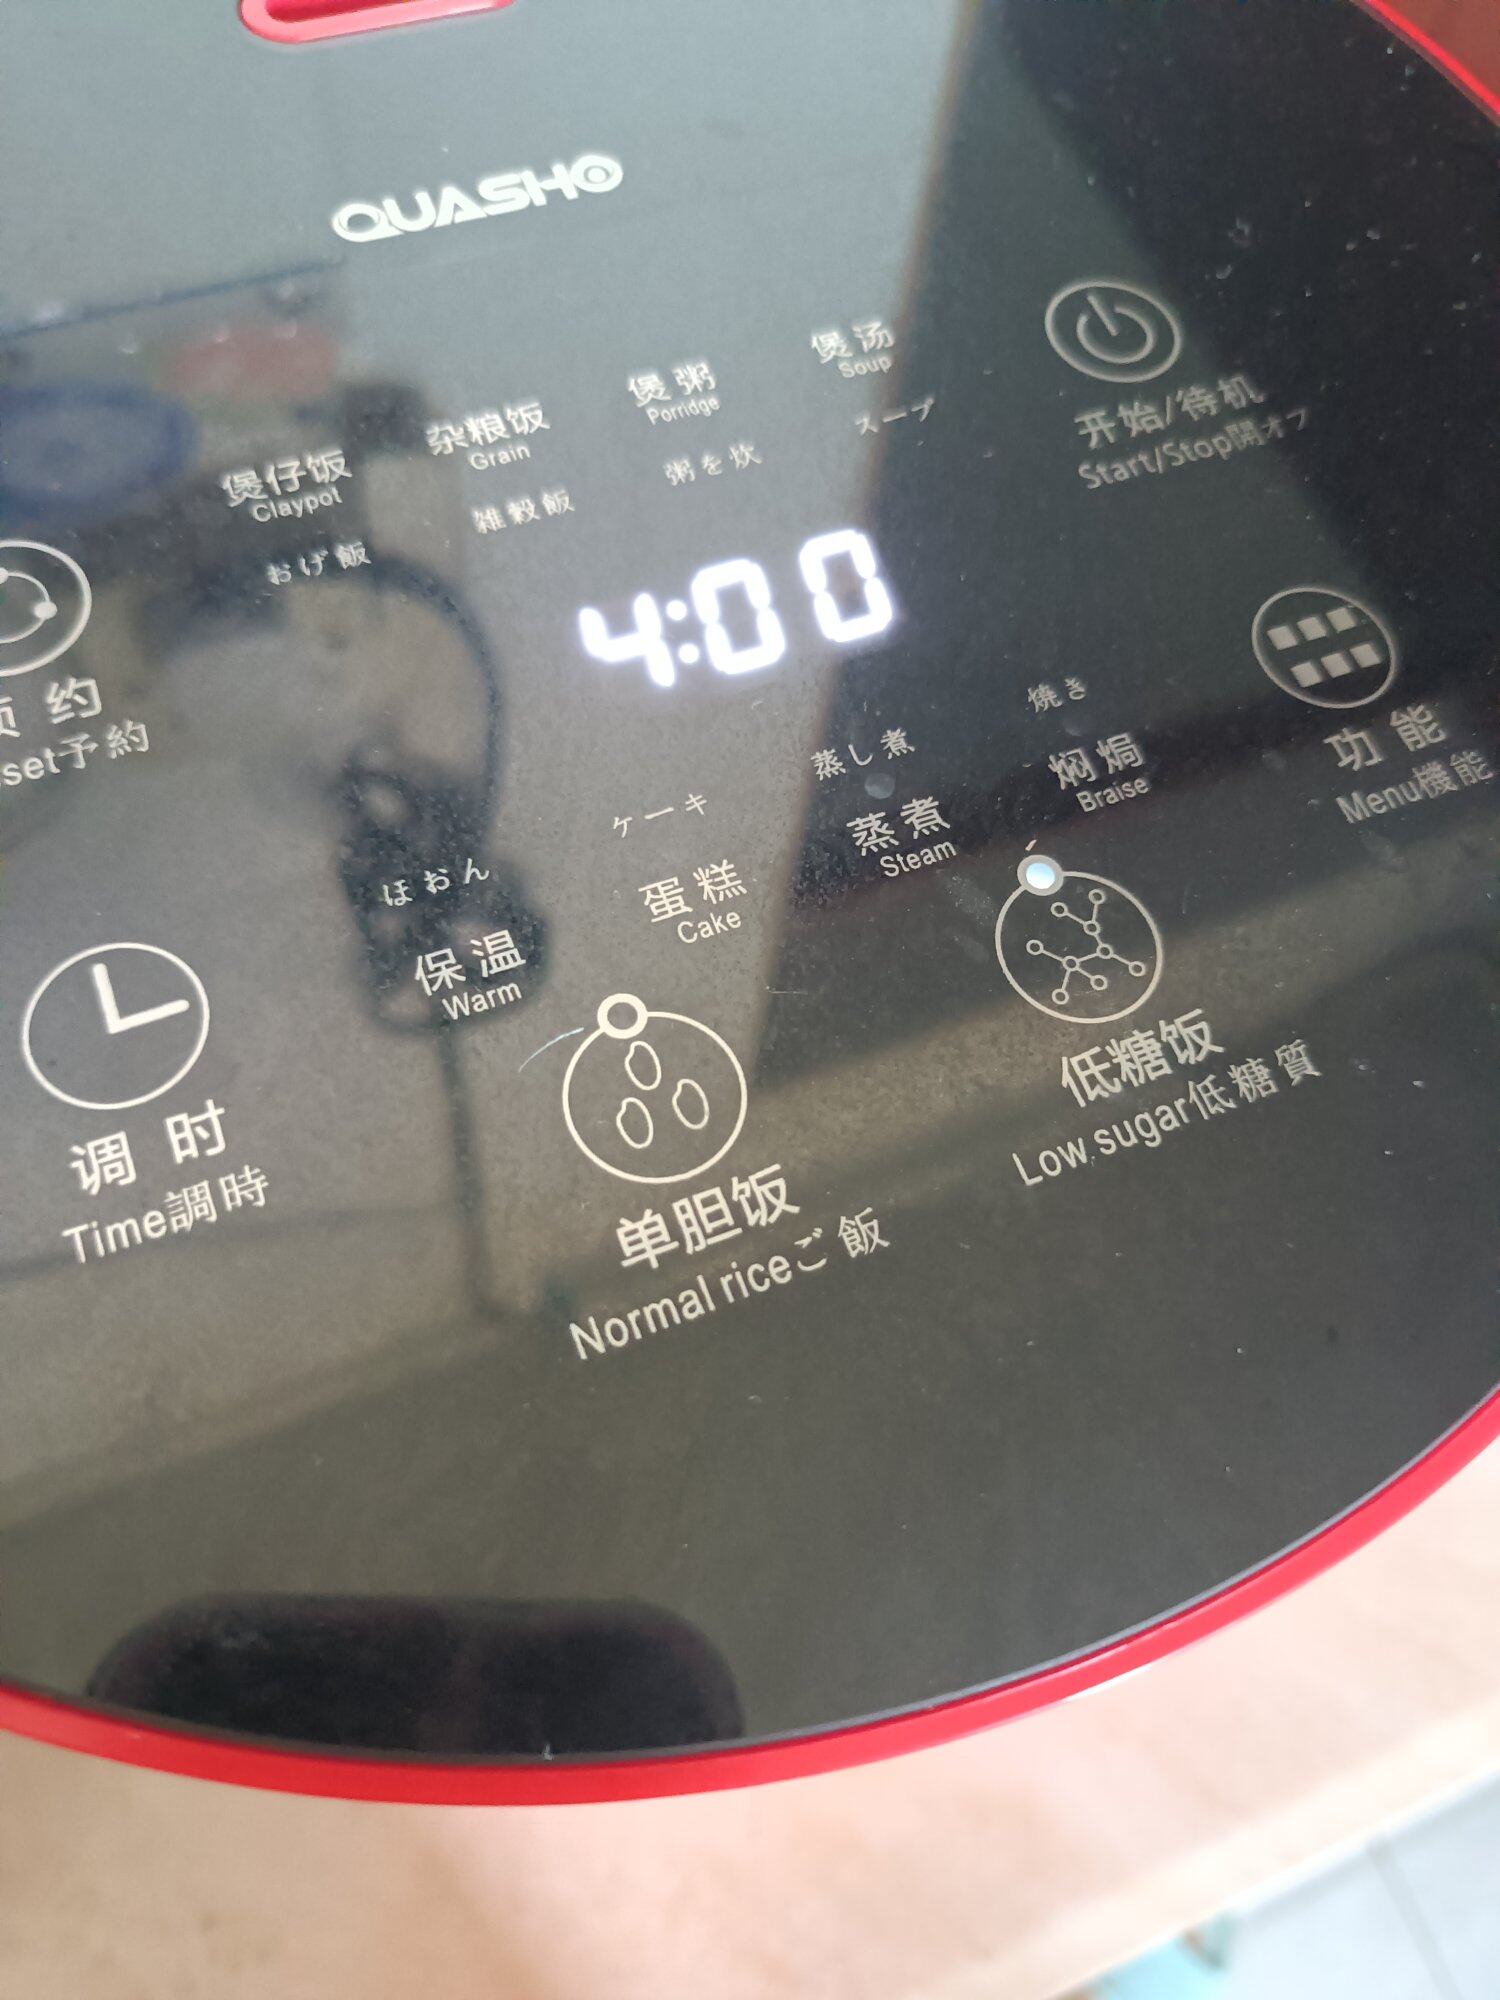 QUASHO
煲汤
Soup
スープ
煲粥
Porridge
粥を炊
杂粮饭
Grain
雑穀飯
煲仔饭
Claypot
おげ飯
开始/待机
Start/Stop開オフ
4:00
约
set予約
功能
Menu機能
焼き
焖焗
Braise
蒸し煮
蒸煮
Steam
ケーキ
蛋糕
Cake
ほおん
保温
Warm
调时
Time調時
单胆饭
Normal riceご飯
低糖饭
Low sugar低糖質